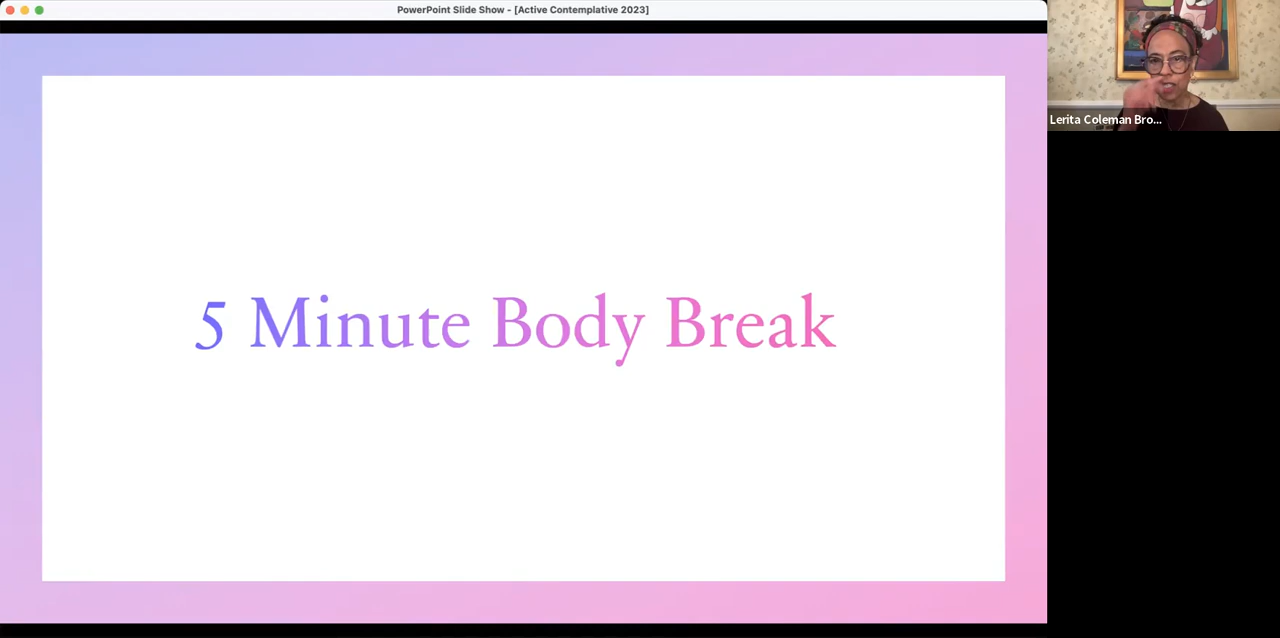 PowerPoint Slide Show - [Active Contemplative 2023]
Lerita Coleman Bro...
5 Minute Body Break